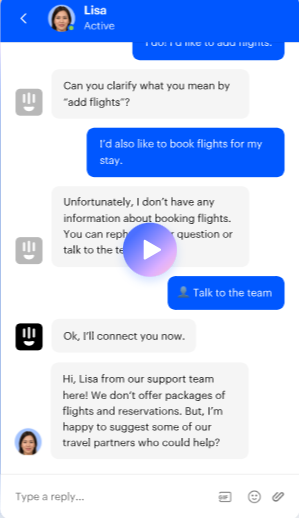 Lisa
Active
I do! I'd like to add flights.
Can you clarify what you mean by
“add flights”?
I'd also like to book flights for my
stay.
Unfortunately, I don't have any
information about booking flights.
You can question or
talk to the
Talk to the team
Ok, I'll connect you now.
Hi, Lisa from our support team
here! We don't offer packages of
flights and reservations. But, I'm
happy to suggest some of our
travel partners who could help?
Type a reply...
GIF